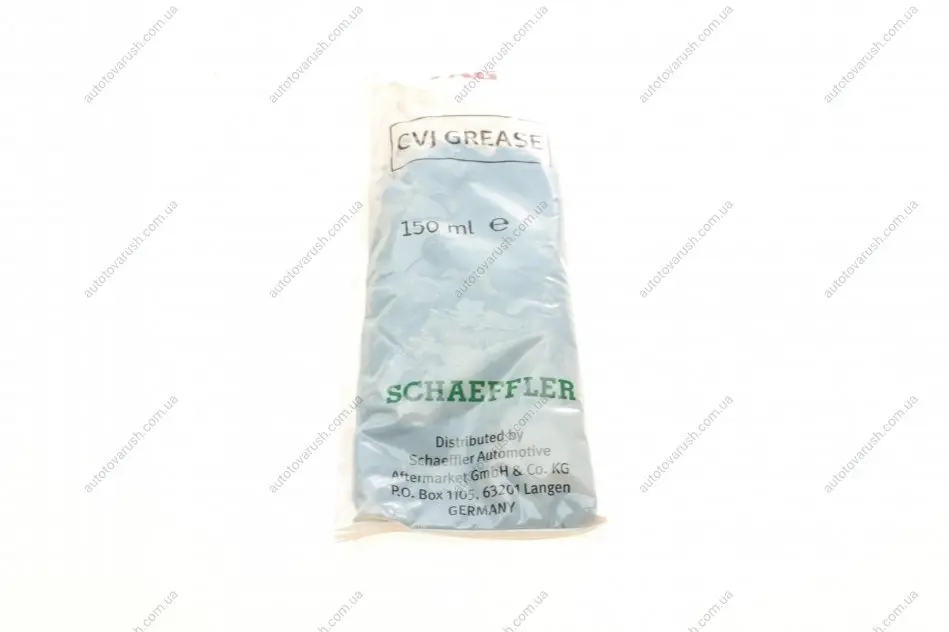 CVJ GREASE
150 ml e
SCHAEFFLER
Distributed by
Schaeffler Automotive
Aftermarket GmbH & Co. KG
P.O. Box 1105, 63201 Langen
GERMANY
autotovarush.com.ua